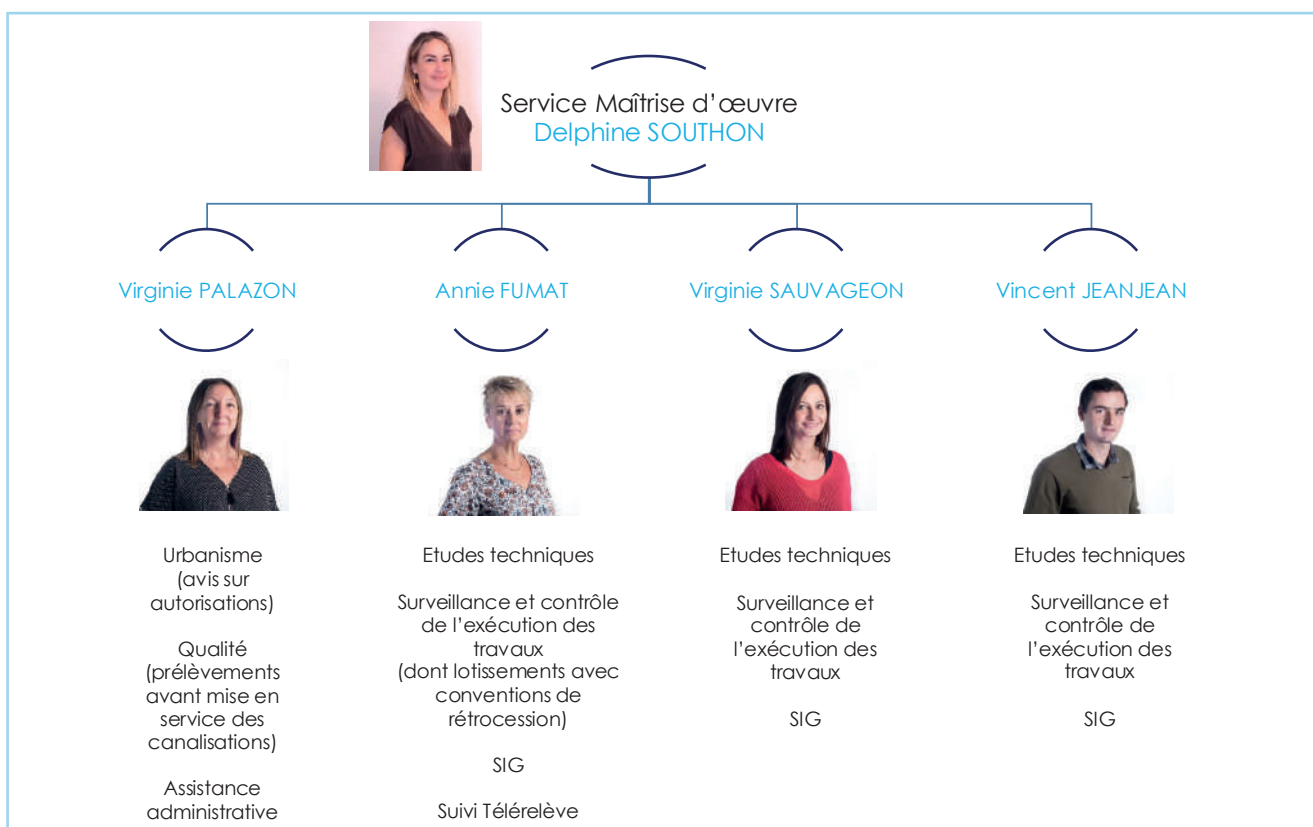 Service Maîtrise d'œuvre
Delphine SOUTHON
Virginie PALAZON
Annie FUMAT
Virginie SAUVAGEON
Vincent JEANJEAN
Urbanisme
(avis sur
autorisations)
Qualité
(prélèvements
avant mise en
service des
canalisations)
Assistance
administrative
Etudes techniques
Surveillance et contrôle
de l'exécution des
travaux
(dont lotissements avec
conventions de
rétrocession)
SIG
Suivi Télérelève
Etudes techniques
Surveillance et
contrôle de
l'exécution des
travaux
SIG
Etudes techniques
Surveillance et
contrôle de
l'exécution des
travaux
SIG